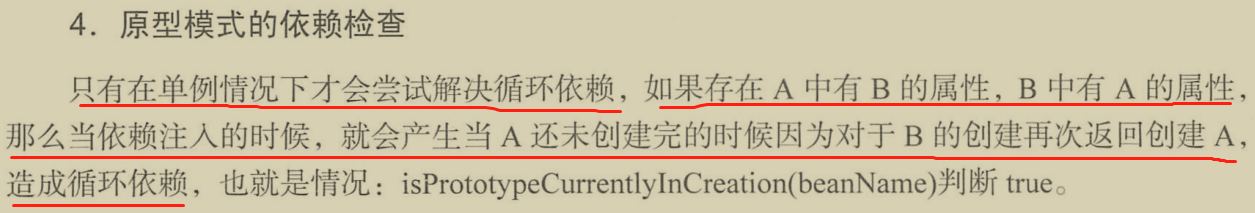 4．原型模式的依赖检查
只有在单例情况下才会尝试解决循环依赖，如果存在 A 中有 B 的属性，B 中有 A 的属性，
那么当依赖注入的时候，就会产生当 A 还未创建完的时候因为对于 B 的创建再次返回创建 A，
造成循环依赖，也就是情况：isPrototypeCurrentlyInCreation(beanName)判断 true。